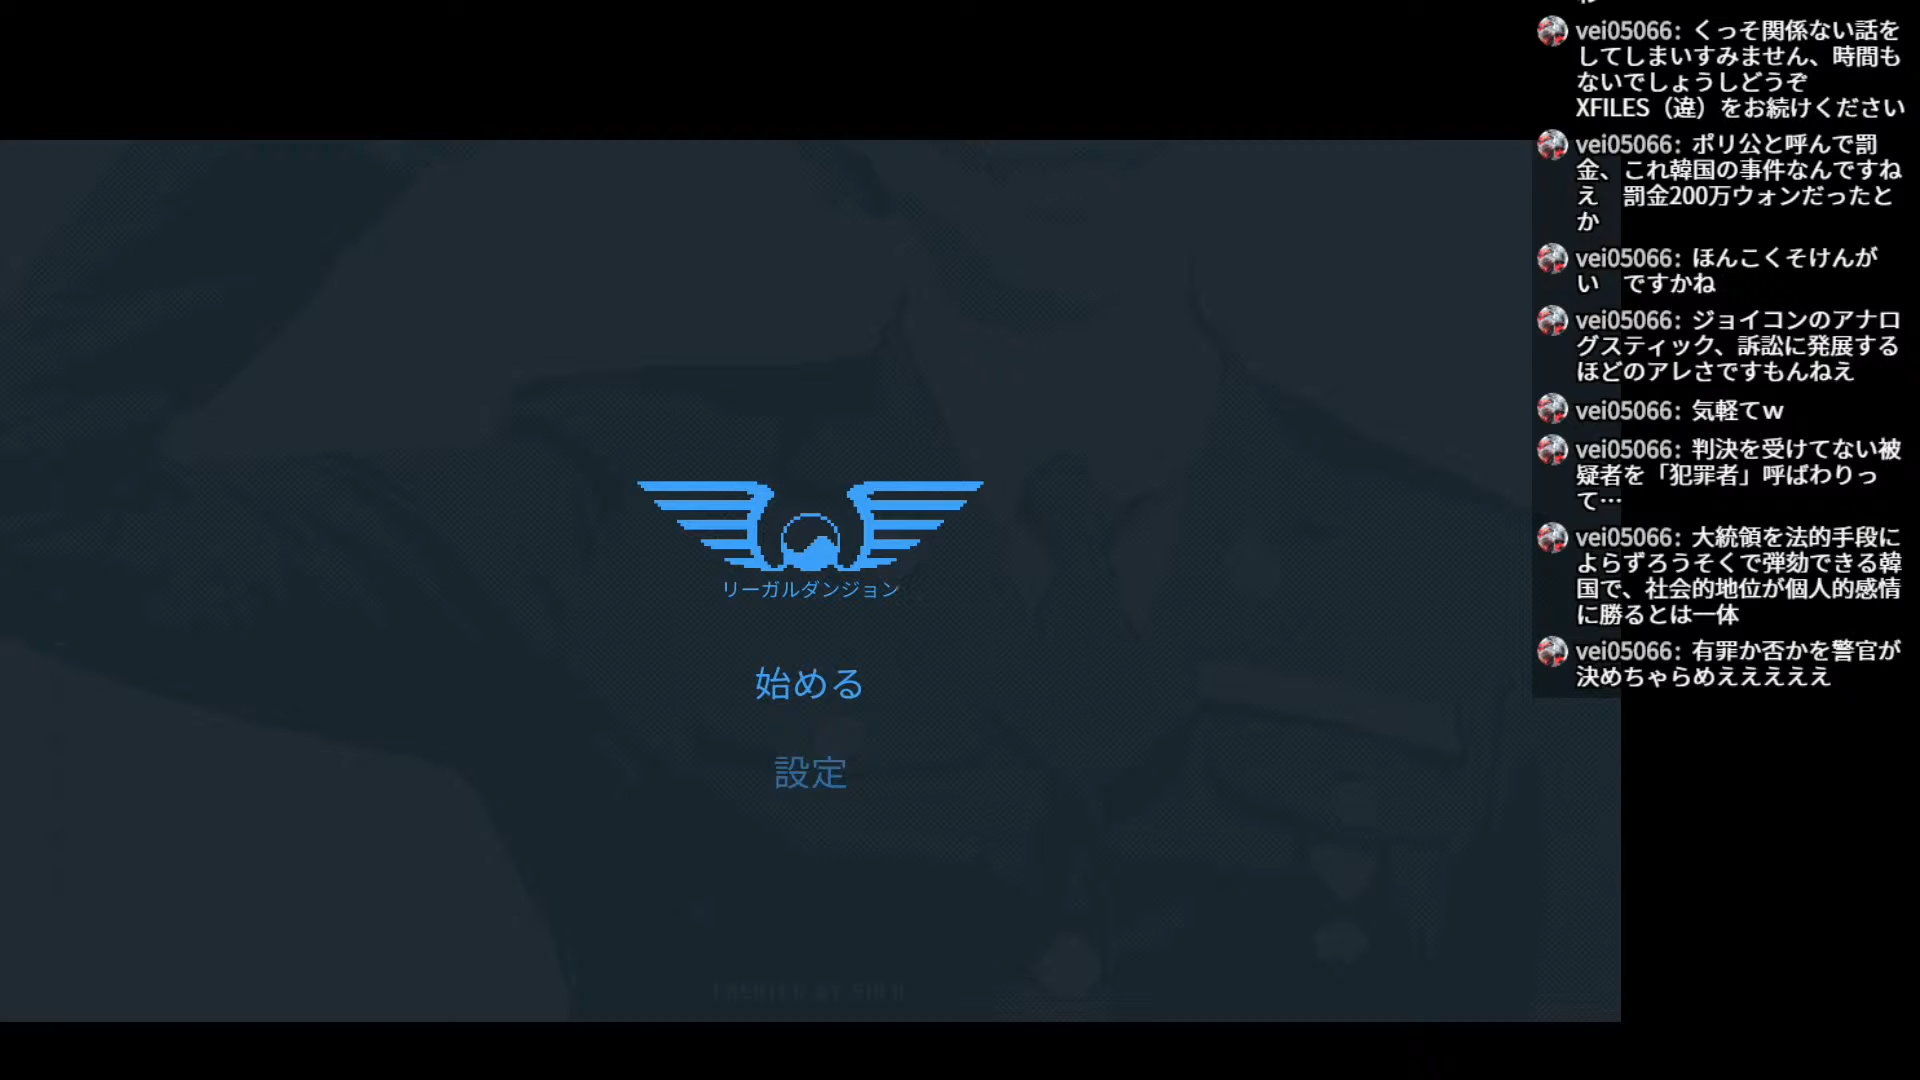 リーガルダンジョン
始める
設定
vei05066: くっそ関係ない話を
してしまいすみません、時間も
ないでしょうしどうぞ
XFILES（違）をお続けください
vei05066: ポリ公と呼んで罰
金、これ韓国の事件なんですね
え　罰金200万ウォンだったと
か
vei05066: ほんこくそけんが
い　ですかね
vei05066: ジョイコンのアナロ
グスティック、訴訟に発展する
ほどのアレさですもんねえ
vei05066: 気軽てｗ
vei05066: 判決を受けてない被
疑者を「犯罪者」呼ばわりっ
て…
vei05066: 大統領を法的手段に
よらずろうそくで弾劾できる韓
国で、社会的地位が個人的感情
に勝るとは一体
vei05066: 有罪か否かを警官が
決めちゃらめええええええ